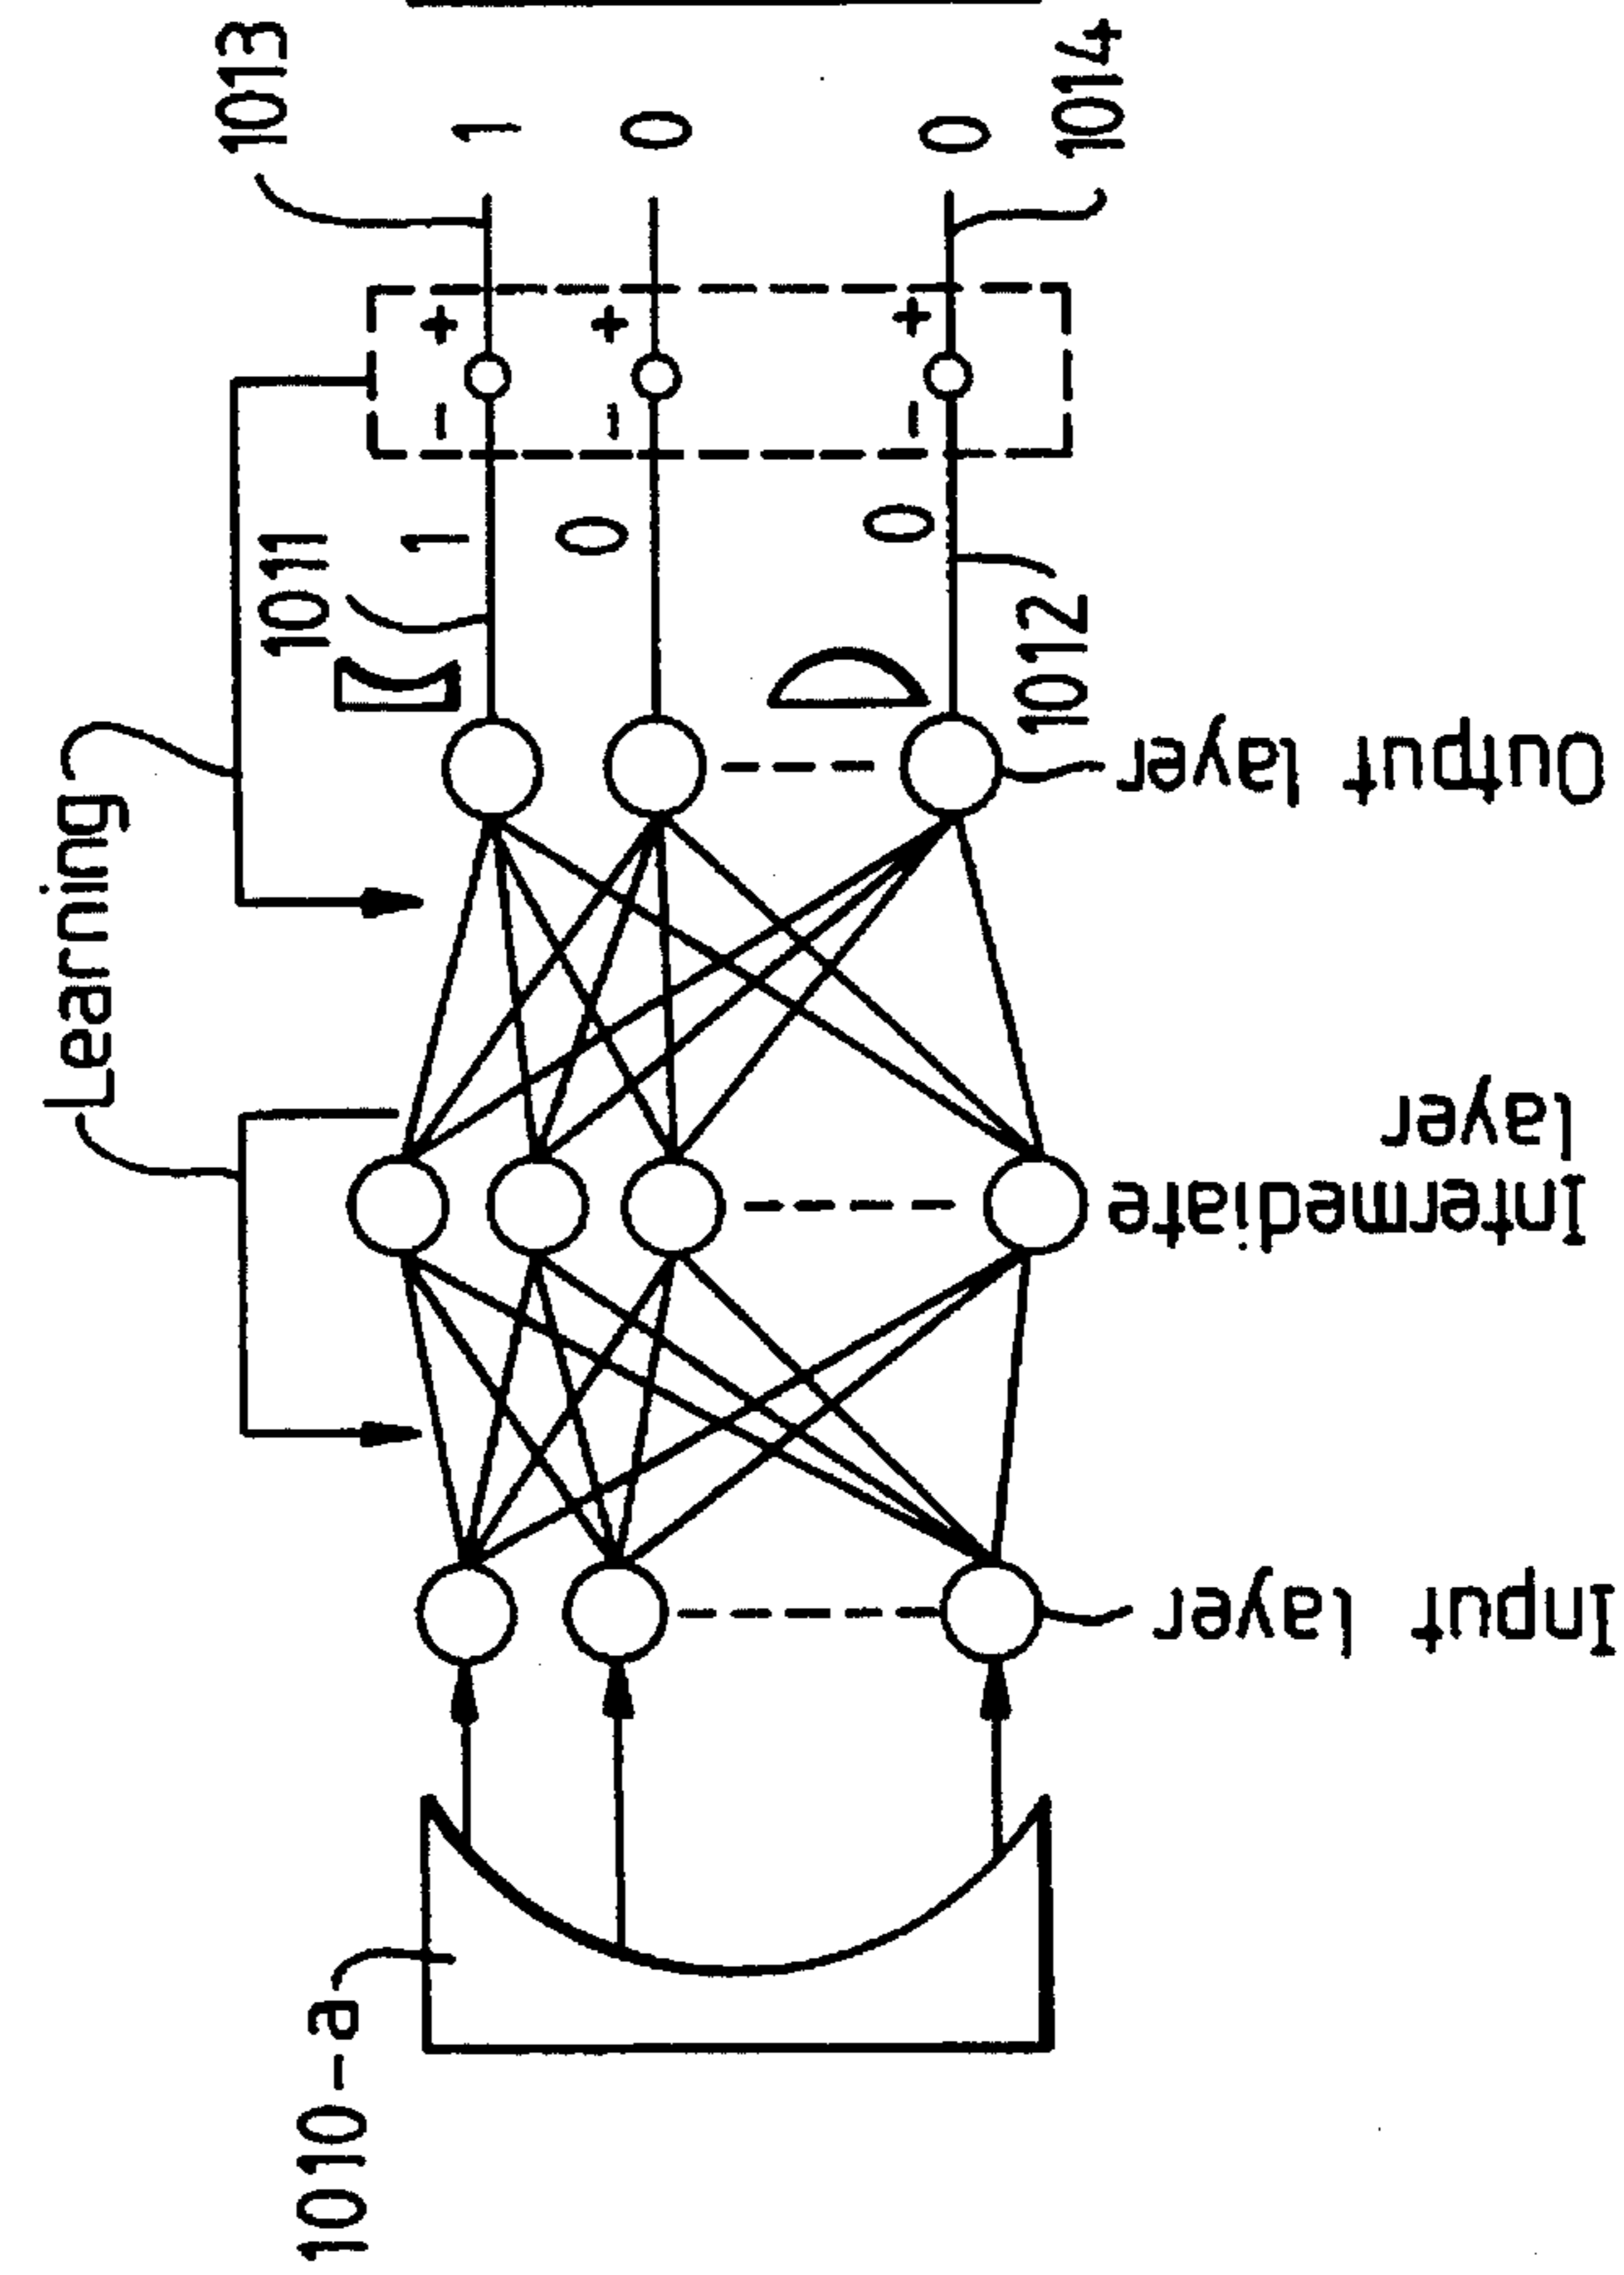 Learning
1010-a
1011
1
0
0
1012
- +
- +
- +
1013
1
0
0
1014
Input layer
Intermediate
layer
Output layer